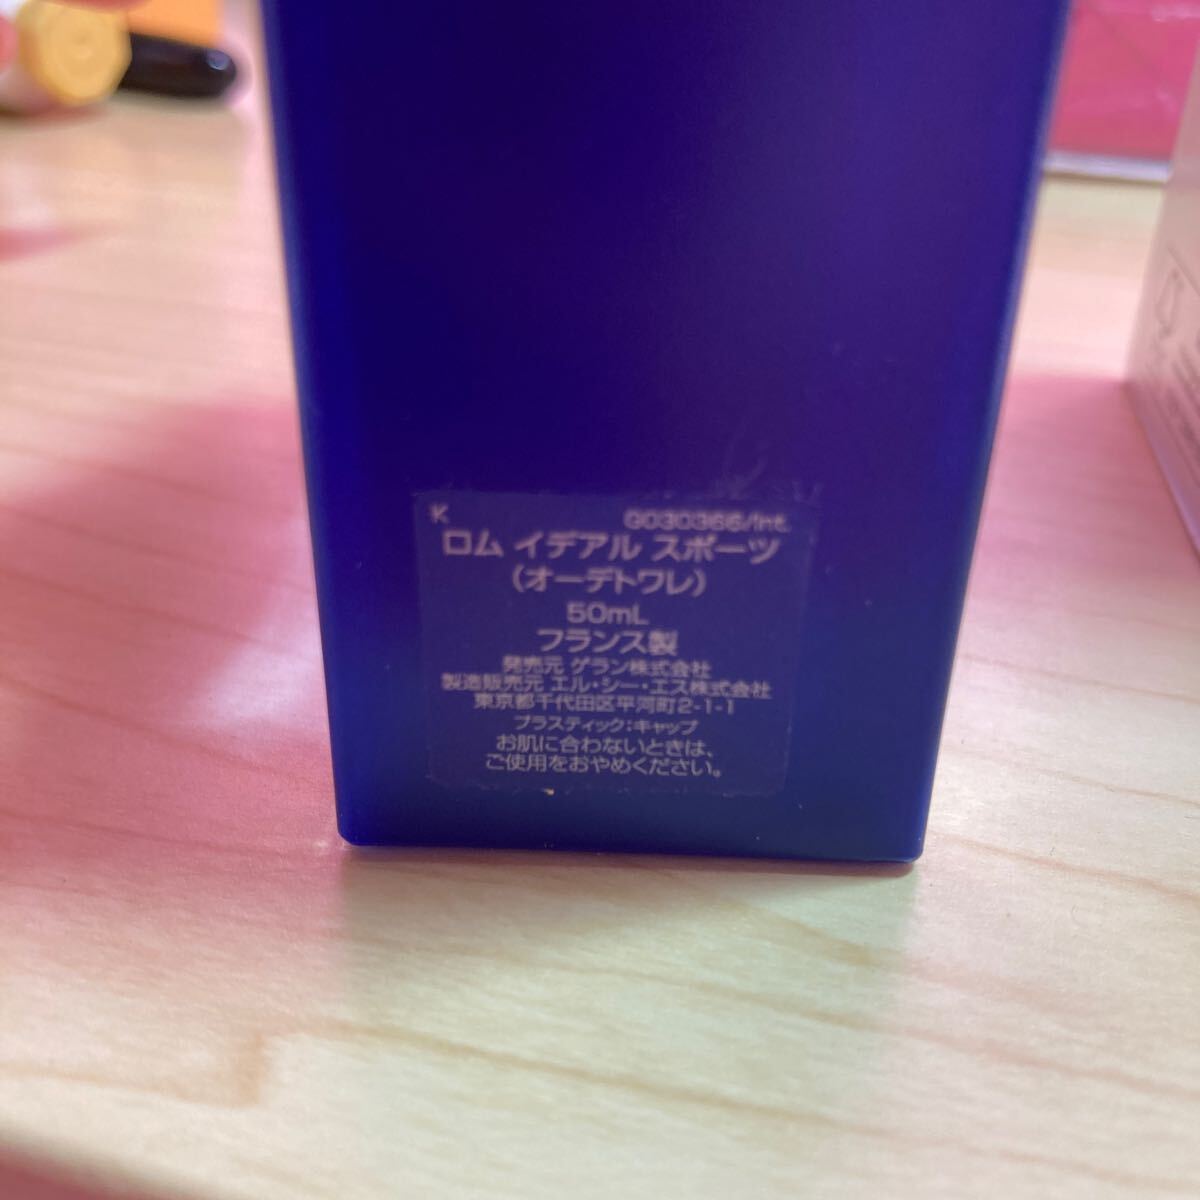 K G030366/Int.
ロム イデアル スポーツ
(オーデトワレ)
50mL
フランス製
発売元 ゲラン株式会社
製造販売元 エル・シー・エス株式会社
東京都千代田区平河町2-1-1
プラスティック:キャップ
お肌に合わないときは、
ご使用をおやめください。